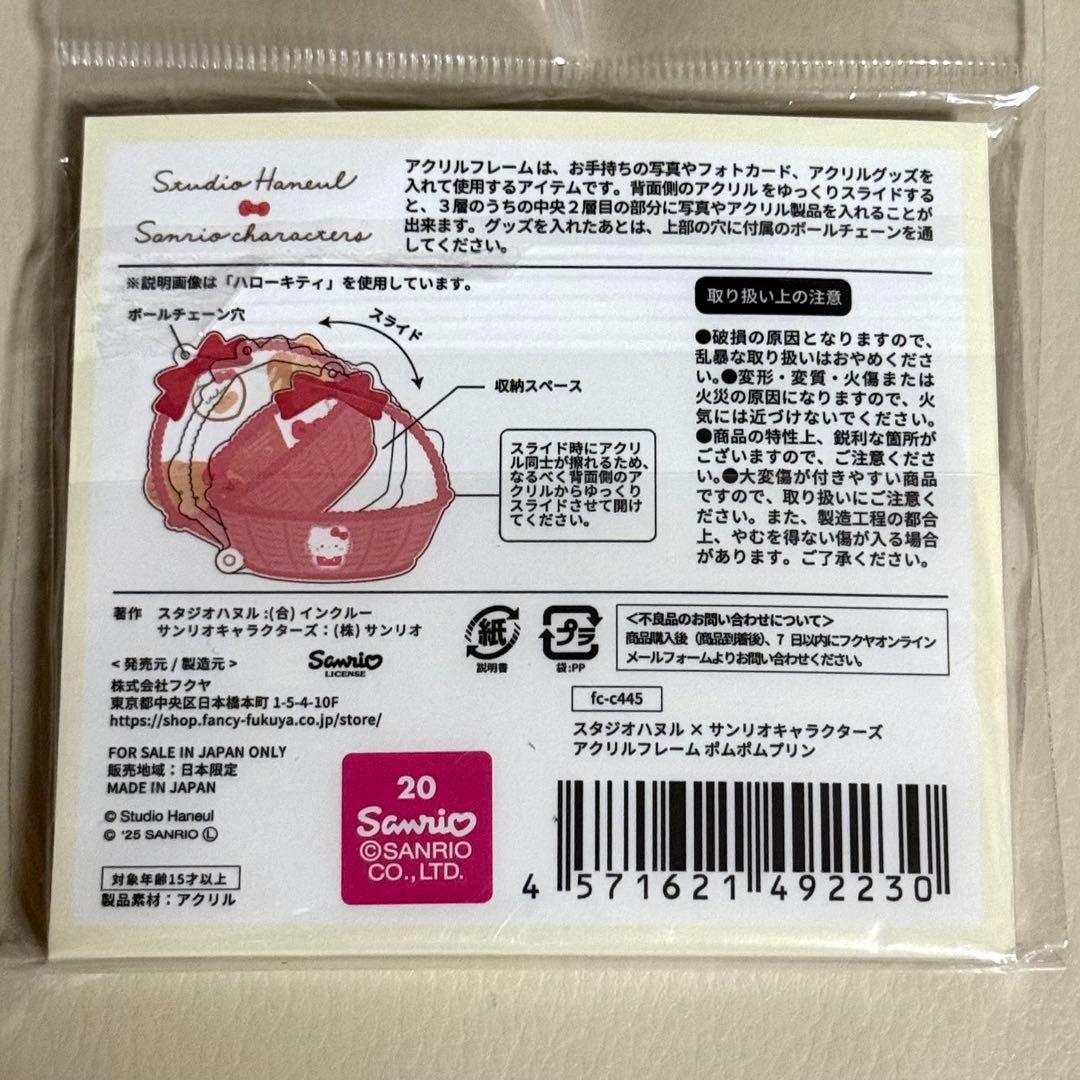 Studio Haneul
Sanrio characters
アクリルフレームは、お手持ちの写真やフォトカード、アクリルグッズを
入れて使用するアイテムです。背面側のアクリルをゆっくりスライドする
と、3層のうちの中央2層目の部分に写真やアクリル製品を入れることが
出来ます。グッズを入れたあとは、上部の穴に付属のボールチェーンを通
してください。
※説明画像は「ハローキティ」を使用しています。
ボールチェーン穴
スライド
収納スペース
スライド時にアクリ
ル同士が擦れるため、
なるべく背面側のア
クリルからゆっくり
スライドさせて開け
てください。
取り扱い上の注意
●破損の原因となりますので、
乱暴な取り扱いはおやめくださ
い。●変形・変質・火傷または
火災の原因になりますので、火
気には近づけないでください。
●商品の特性上、鋭利な箇所が
ございますので、ご注意くださ
い。●大変傷が付きやすい商品
ですので、取り扱いにご注意く
ださい。また、製造工程の都合
上、やむを得ない傷が入る場合
があります。ご了承ください。
著作 スタジオハヌル:(合)インクルー
サンリオキャラクターズ:(株)サンリオ
<発売元/製造元>
Sanrio
LICENSE
株式会社フクヤ
東京都中央区日本橋本町 1-5-4-10F
https://shop.fancy-fukuya.co.jp/store/
FOR SALE IN JAPAN ONLY
販売地域:日本限定
MADE IN JAPAN
© Studio Haneul
© '25 SANRIO Ⓛ
対象年齢15才以上
製品素材:アクリル
20
Sanrio
©SANRIO
CO.,LTD.
紙
説明書
プラ
袋:PP
<不良品のお問い合わせについて>
商品購入後(商品到着後)、7日以内にフクヤオンライン
メールフォームよりお問い合わせください。
fc-c445
スタジオハヌル × サンリオキャラクターズ
アクリルフレーム ポムポムプリン
4 571621 492230